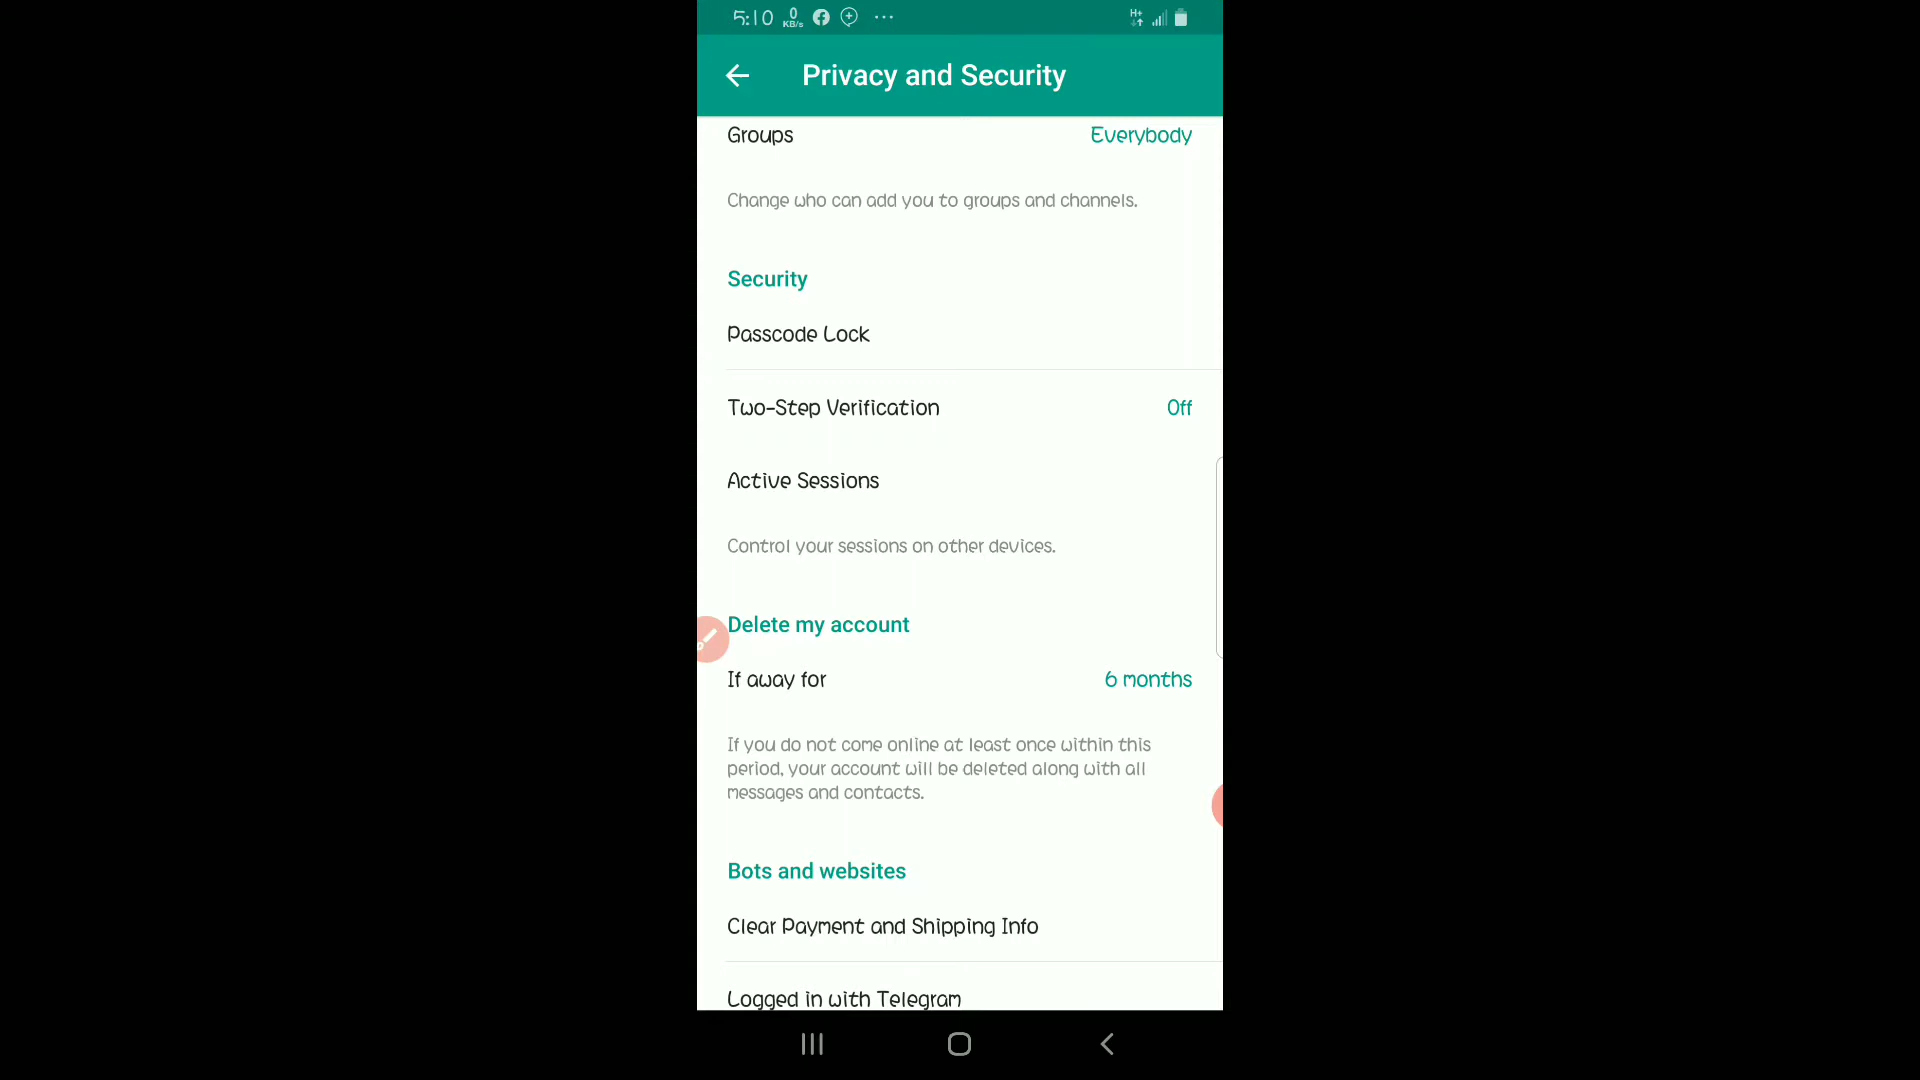 5:10 0 KB/s ... H+
Privacy and Security
Groups Everybody
Change who can add you to groups and channels.
Security
Passcode Lock
Two-Step Verification Off
Active Sessions
Control your sessions on other devices.
Delete my account
If away for 6 months
If you do not come online at least once within this
period, your account will be deleted along with all
messages and contacts.
Bots and websites
Clear Payment and Shipping Info
Logged in with Telegram